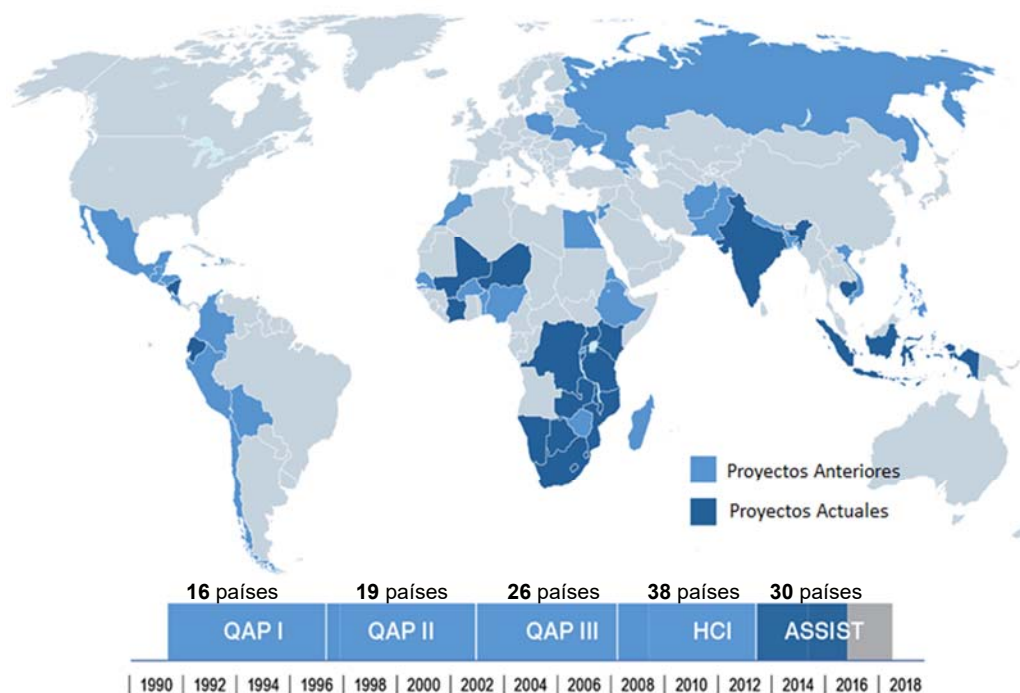 Proyectos Anteriores
Proyectos Actuales
16 países 19 países 26 países 38 países 30 países
QAP I QAP II QAP III HCI ASSIST
| 1990 | 1992 | 1994 | 1996 | 1998 | 2000 | 2002 | 2004 | 2006 | 2008 | 2010 | 2012 | 2014 | 2016 | 2018